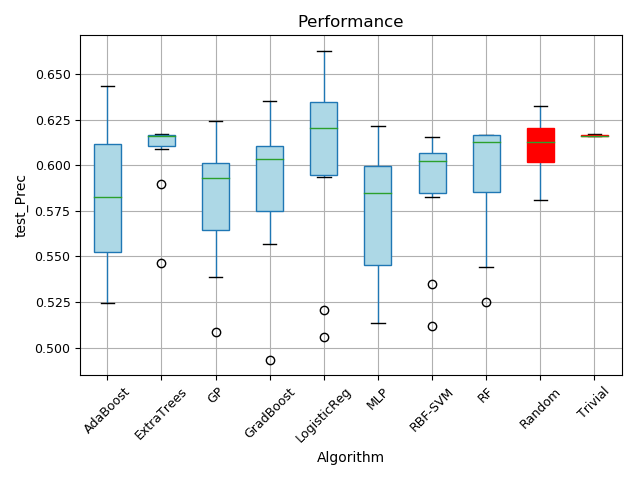 Performance
test_Prec
0.650
0.625
0.600
0.575
0.550
0.525
0.500
AdaBoost
ExtraTrees
GP
GradBoost
LogisticReg
MLP
RBF-SVM
RF
Random
Trivial
Algorithm